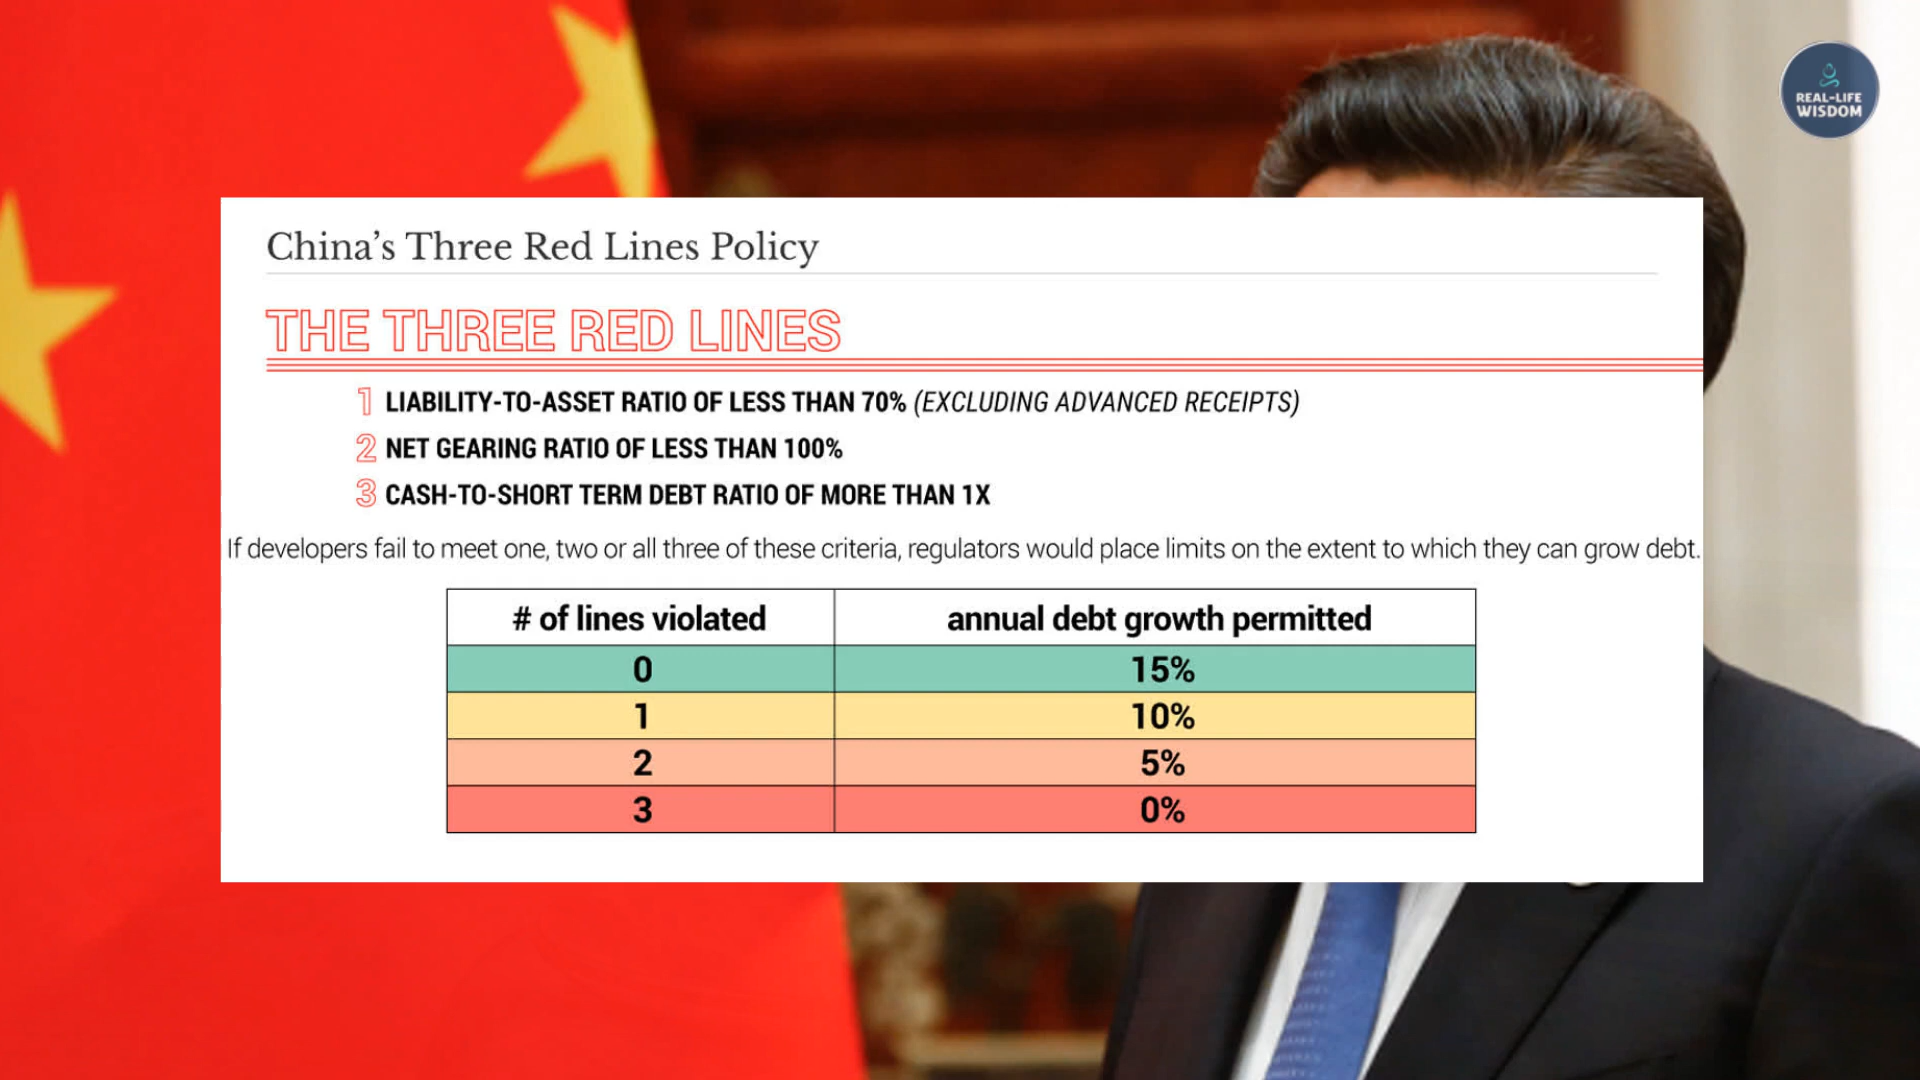 REAL-LIFE
WISDOM
China’s Three Red Lines Policy
THE THREE RED LINES
1 LIABILITY-TO-ASSET RATIO OF LESS THAN 70% (EXCLUDING ADVANCED RECEIPTS)
2 NET GEARING RATIO OF LESS THAN 100%
3 CASH-TO-SHORT TERM DEBT RATIO OF MORE THAN 1X
If developers fail to meet one, two or all three of these criteria, regulators would place limits on the extent to which they can grow debt.
# of lines violated annual debt growth permitted
0 15%
1 10%
2 5%
3 0%